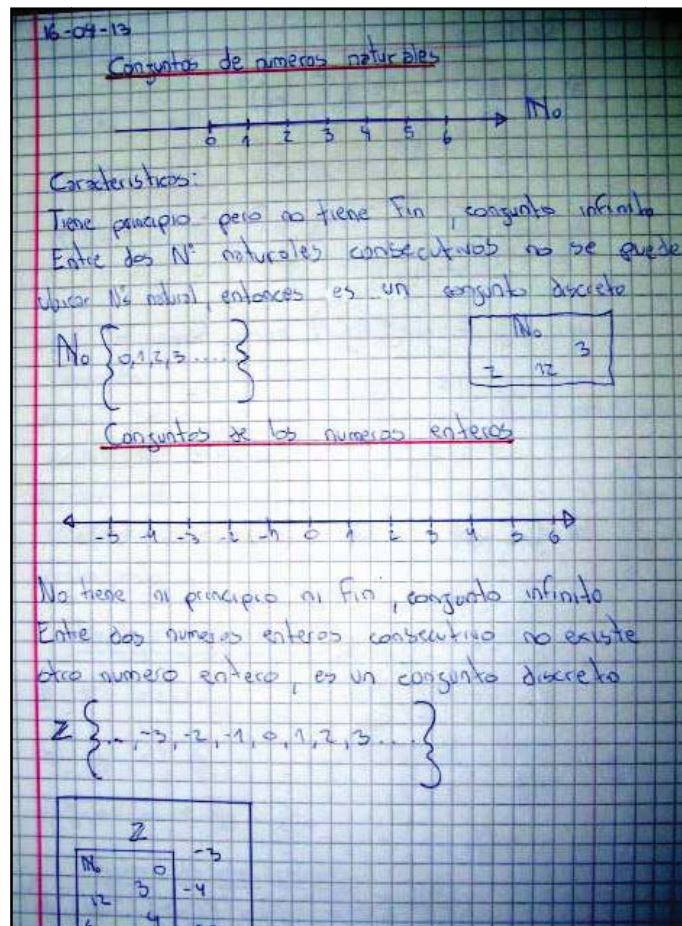 16-04-13
Conjuntos de numeros naturales
N₀
0 1 2 3 4 5 6
Caracteristicas:
Tiene principio pero no tiene Fin, conjunto infinito
Entre dos Nº naturales consecutivos no se puede
ubicar Nº natural, entonces es un conjunto discreto
N₀ {0,1,2,3....}
N₀
3
12
Conjuntos de los numeros enteros
-5 -4 -3 -2 -1 0 1 2 3 4 5 6
No tiene ni principio ni Fin, conjunto infinito
Entre dos numeros enteros consecutivo no existe
otro numero entero, es un conjunto discreto
Z {..., -3, -2, -1, 0, 1, 2, 3....}
Z
N₀ 0 -3
12 3 -4
4